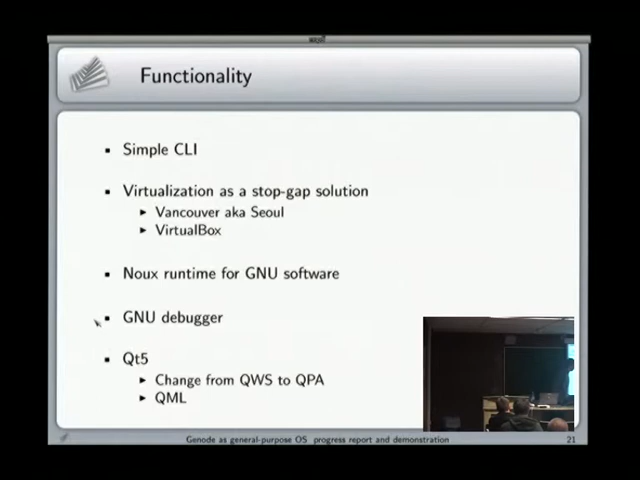 Functionality
Simple CLI
Virtualization as a stop-gap solution
Vancouver aka Seoul
VirtualBox
Noux runtime for GNU software
GNU debugger
Qt5
Change from QWS to QPA
QML
Genode as general-purpose OS progress report and demonstration
21